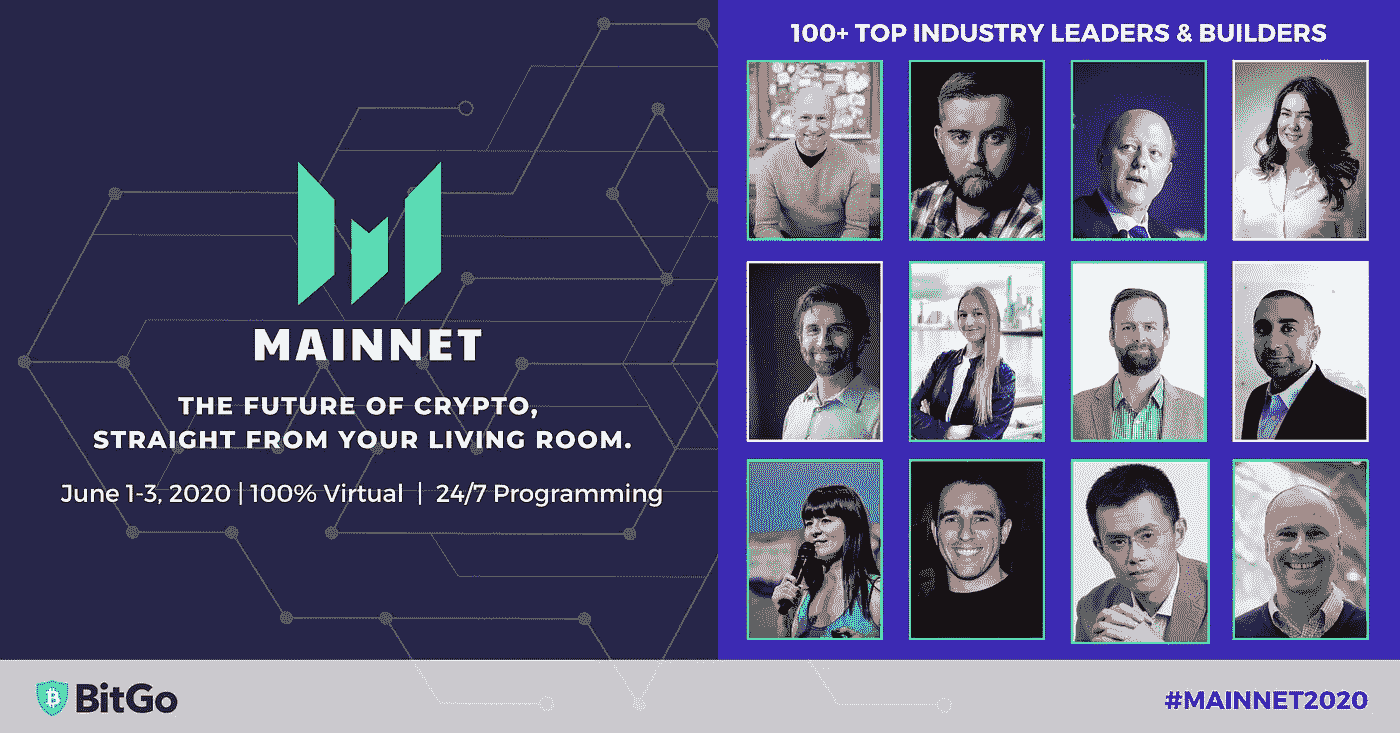 MAINNET
THE FUTURE OF CRYPTO,
STRAIGHT FROM YOUR LIVING ROOM.
June 1-3, 2020 | 100% Virtual | 24/7 Programming
100+ TOP INDUSTRY LEADERS & BUILDERS
BitGo
#MAINNET2020